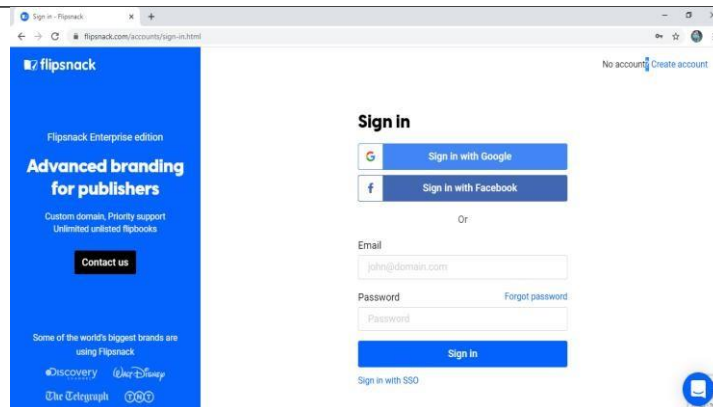 Sign in - Flipsnack
flipsnack.com/accounts/sign-in.html
flipsnack
No account? Create account
Flipsnack Enterprise edition
Advanced branding
for publishers
Custom domain, Priority support
Unlimited unlisted flipbooks
Contact us
Some of the world's biggest brands are
using Flipsnack
Discovery Walt Disney
The Telegraph TNT
Sign in
G Sign in with Google
f Sign in with Facebook
Or
Email
john@domain.com
Password Forgot password
Password
Sign in
Sign in with SSO